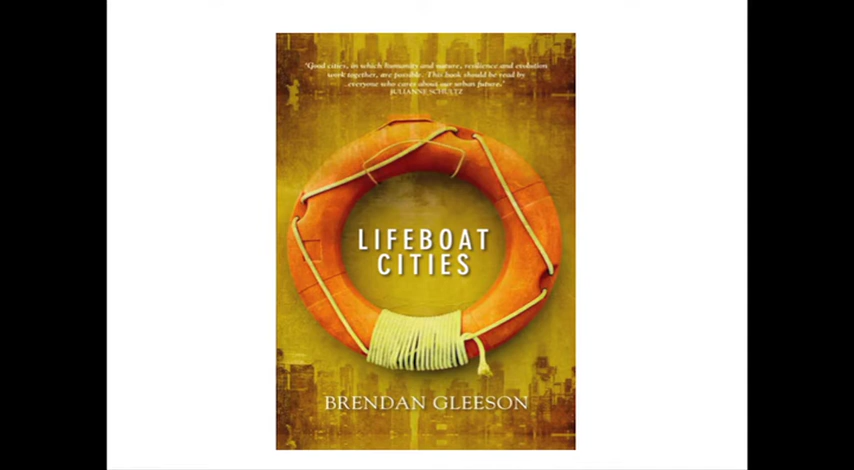 'Good cities, in which humanity and nature, resilience and evolution
work together, are possible. This book should be read by
everyone who cares about our urban future.'
JULIANNE SCHULTZ
LIFEBOAT
CITIES
BRENDAN GLEESON